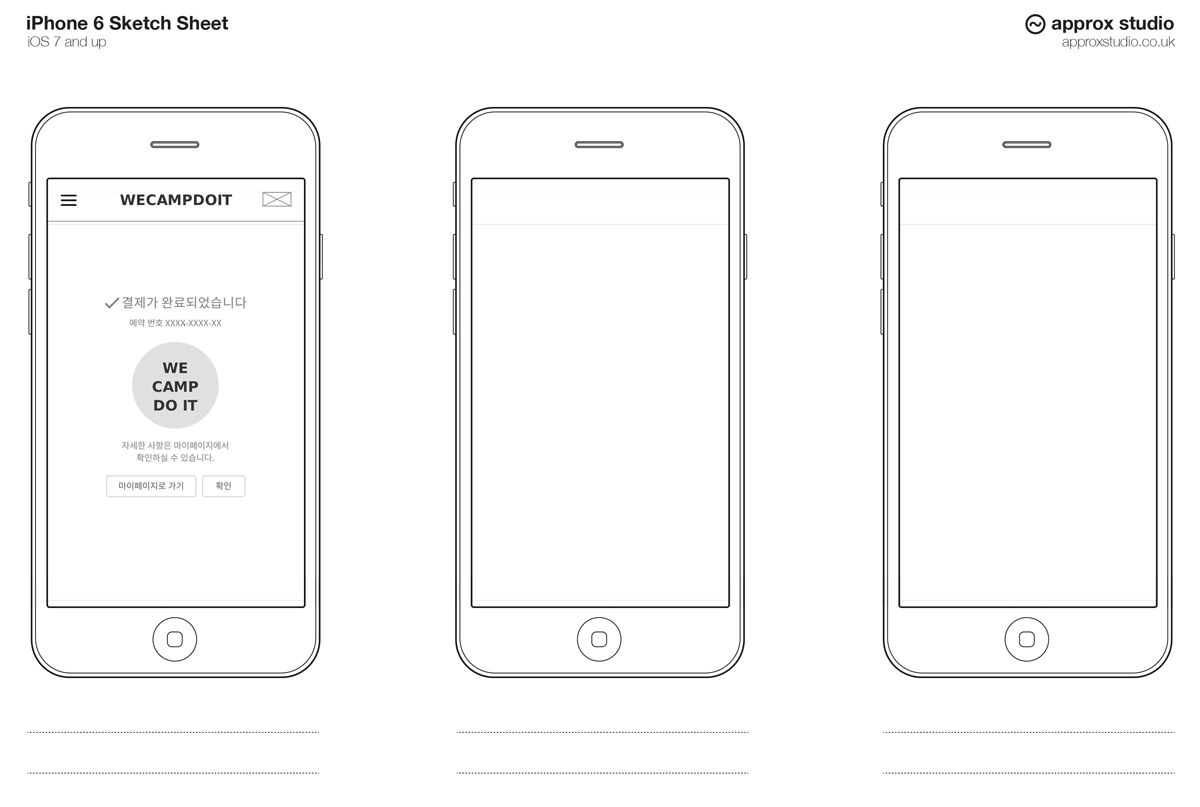 iPhone 6 Sketch Sheet
iOS 7 and up
approx studio
approxstudio.co.uk
WECAMPDOIT
결제가 완료되었습니다
예약 번호 XXXX-XXXX-XX
WE
CAMP
DO IT
자세한 사항은 마이페이지에서
확인하실 수 있습니다.
마이페이지로 가기
확인